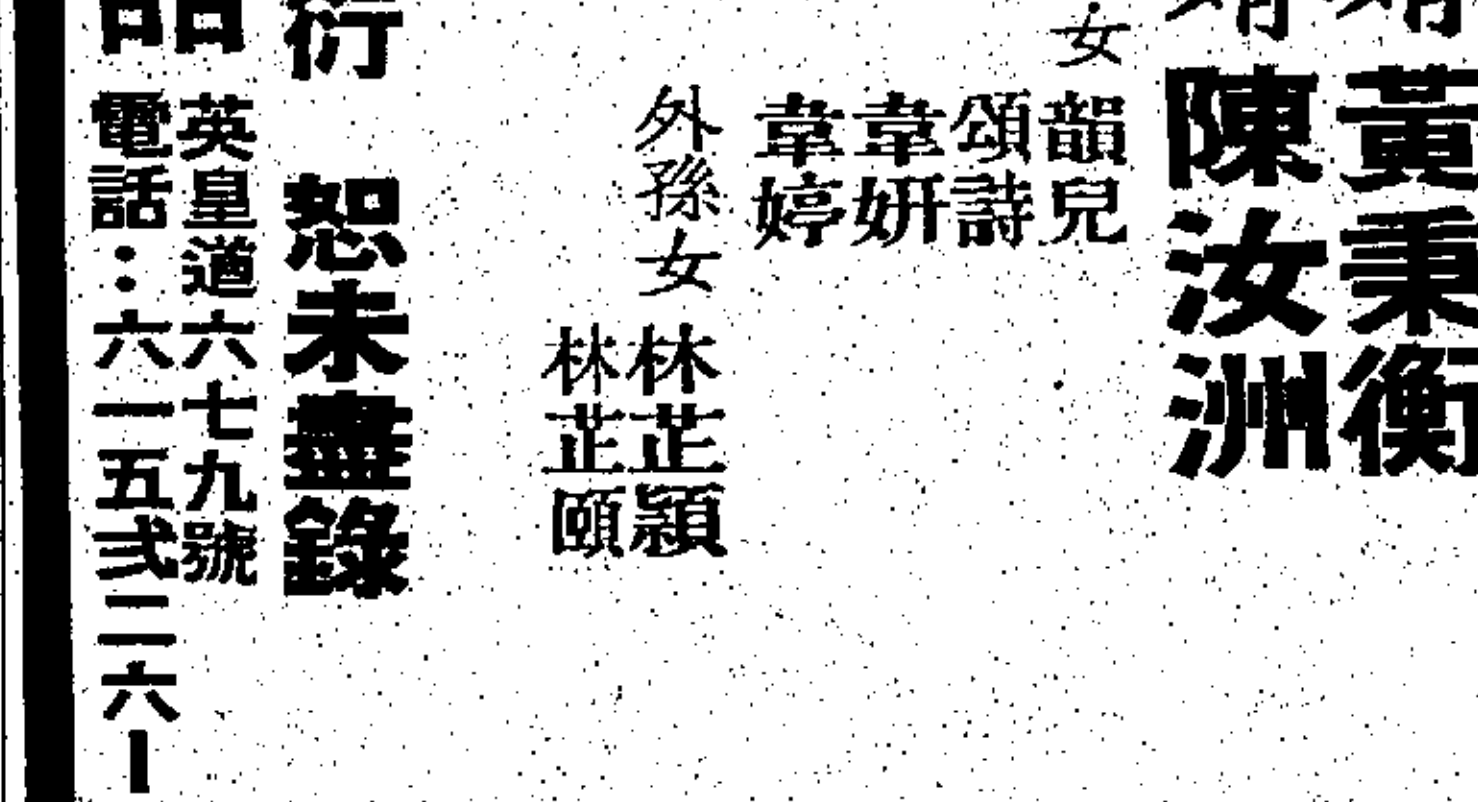 黃秉衡
陳汝洲
女
韻兒
頌詩
韋妍
韋婷
外孫女 林芷穎
林芷頤
衍 恕未盡錄
英皇道六七九號
電話：六一五弍二六一